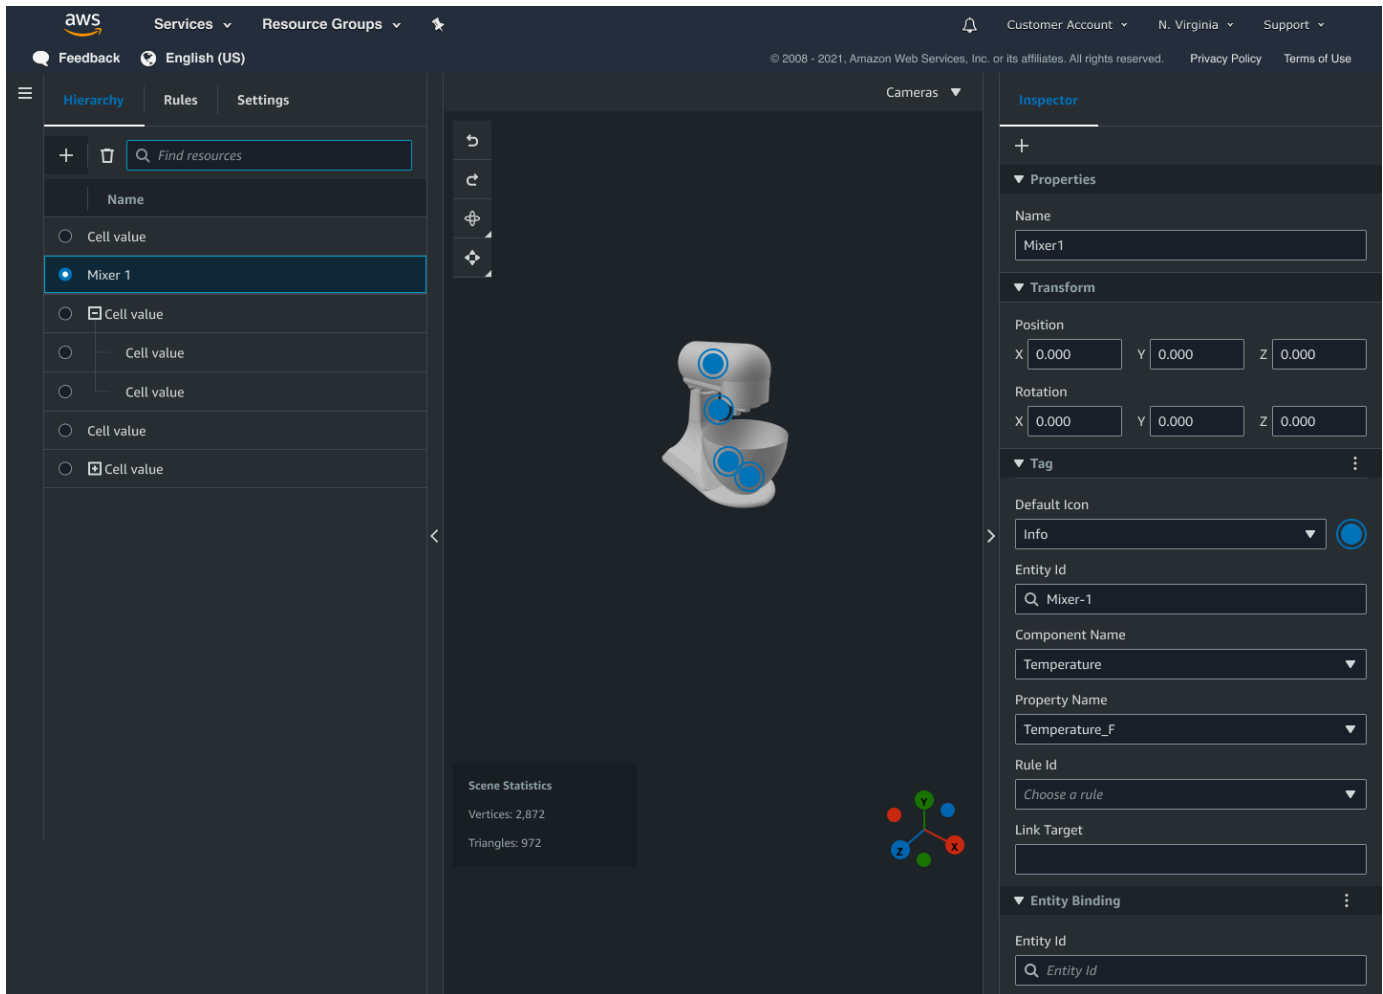 aws Services Resource Groups Customer Account N. Virginia Support
Feedback English (US) © 2008 - 2021, Amazon Web Services, Inc. or its affiliates. All rights reserved. Privacy Policy Terms of Use
Hierarchy Rules Settings
Find resources
Name
Cell value
Mixer 1
Cell value
Cell value
Cell value
Cell value
Cell value
Cameras
Scene Statistics
Vertices: 2,872
Triangles: 972
Y
Z
X
Inspector
Properties
Name
Mixer1
Transform
Position
X 0.000 Y 0.000 Z 0.000
Rotation
X 0.000 Y 0.000 Z 0.000
Tag
Default Icon
Info
Entity Id
Mixer-1
Component Name
Temperature
Property Name
Temperature_F
Rule Id
Choose a rule
Link Target
Entity Binding
Entity Id
Entity Id